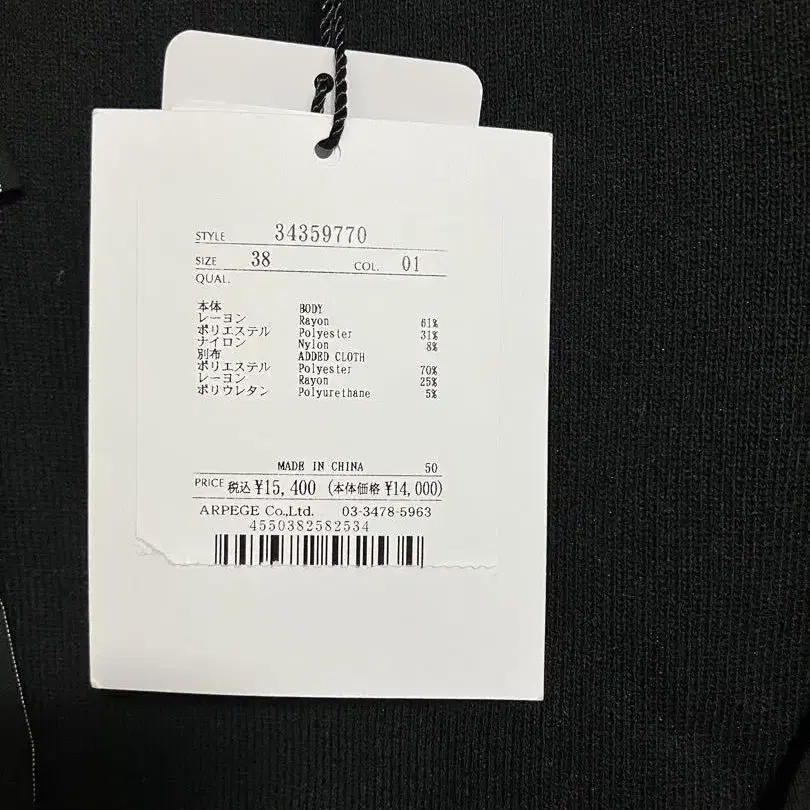 STYLE 34359770
SIZE 38 COL. 01
QUAL.
本体 BODY
レーヨン Rayon 61%
ポリエステル Polyester 31%
ナイロン Nylon 8%
別布 ADDED CLOTH
ポリエステル Polyester 70%
レーヨン Rayon 25%
ポリウレタン Polyurethane 5%
MADE IN CHINA 50
PRICE 税込 ¥15,400 (本体価格 ¥14,000)
ARPEGE Co.,Ltd. 03-3478-5963
4550382582534